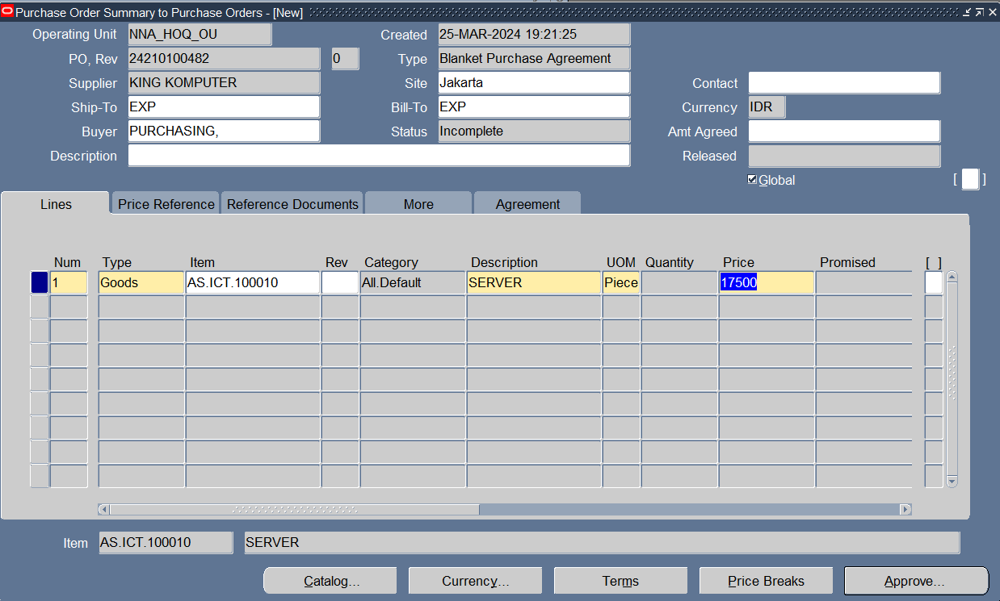 Purchase Order Summary to Purchase Orders - [New]
Operating Unit NNA_HOQ_OU Created 25-MAR-2024 19:21:25
PO, Rev 24210100482 0 Type Blanket Purchase Agreement
Supplier KING KOMPUTER Site Jakarta Contact
Ship-To EXP Bill-To EXP Currency IDR
Buyer PURCHASING, Status Incomplete Amt Agreed
Description Released
Global [ ]
Lines Price Reference Reference Documents More Agreement
Num Type Item Rev Category Description UOM Quantity Price Promised [ ]
1 Goods AS.ICT.100010 All.Default SERVER Piece 17500
Item AS.ICT.100010 SERVER
Catalog... Currency... Terms Price Breaks Approve...